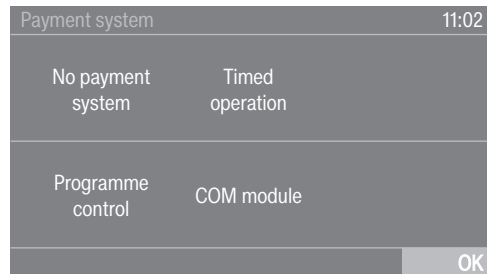 Payment system 11:02
No payment
system
Timed
operation
Programme
control
COM module
OK